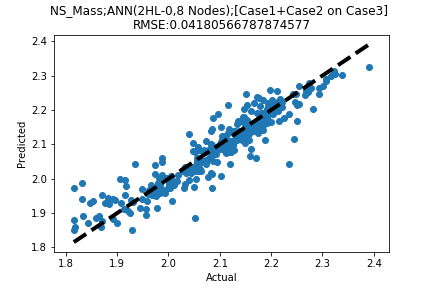 NS_Mass;ANN(2HL-0,8 Nodes);[Case1+Case2 on Case3]
RMSE:0.04180566787874577
2.4
2.3
2.2
2.1
2.0
1.9
1.8
Predicted
1.8 1.9 2.0 2.1 2.2 2.3 2.4
Actual